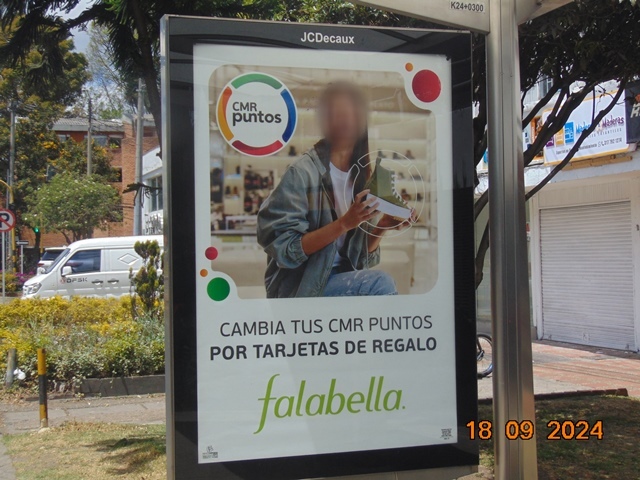 K24+0300
JCDecaux
CMR
puntos
CAMBIA TUS CMR PUNTOS
POR TARJETAS DE REGALO
falabella.
18 09 2024